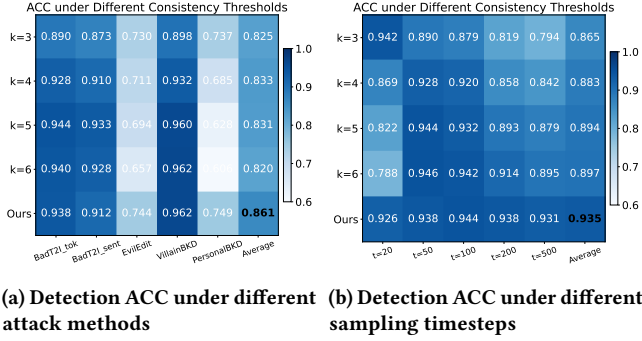 ACC under Different Consistency Thresholds
k=3 0.890 0.873 0.730 0.898 0.737 0.825
k=4 0.928 0.910 0.711 0.932 0.685 0.833
k=5 0.944 0.933 0.694 0.960 0.628 0.831
k=6 0.940 0.928 0.657 0.962 0.820
Ours 0.938 0.912 0.744 0.962 0.749 0.861
BadT2I_tok BadT2I_sent EvilEdit VillainBKD PersonalBKD Average
1.0
0.9
0.8
0.7
0.6
(a) Detection ACC under different
attack methods
ACC under Different Consistency Thresholds
k=3 0.942 0.890 0.879 0.819 0.794 0.865
k=4 0.869 0.928 0.920 0.858 0.842 0.883
k=5 0.822 0.944 0.932 0.893 0.879 0.894
k=6 0.788 0.946 0.942 0.914 0.895 0.897
Ours 0.926 0.938 0.944 0.938 0.931 0.935
t=20 t=50 t=100 t=200 t=500 Average
1.0
0.9
0.8
0.7
0.6
(b) Detection ACC under different
sampling timesteps